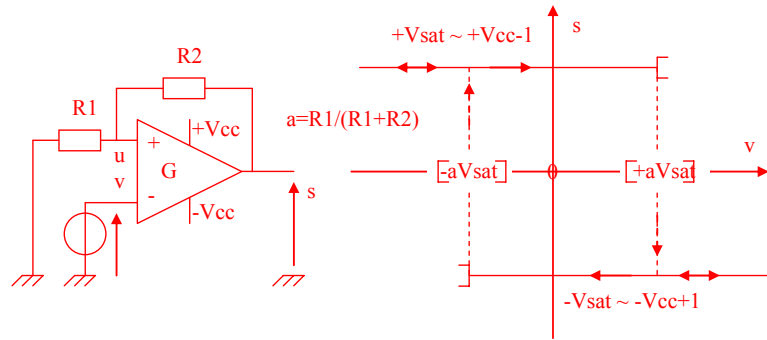 R2
R1
+Vcc
u
+
v
G
-
-Vcc
s
a=R1/(R1+R2)
+Vsat ~ +Vcc-1
s
v
[-aVsat]
0
[+aVsat]
-Vsat ~ -Vcc+1